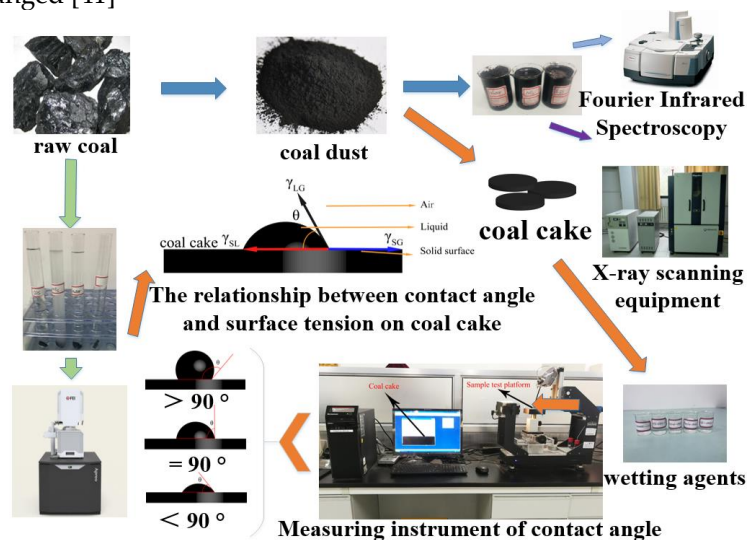 anged [41]
raw coal
coal dust
Fourier Infrared
Spectroscopy
γLG
θ
Air
Liquid
coal cake γSL
γSG
Solid surface
coal cake
X-ray scanning
equipment
The relationship between contact angle
and surface tension on coal cake
θ
> 90 °
θ
= 90 °
θ
< 90 °
Coal cake
Sample test platform
wetting agents
Measuring instrument of contact angle